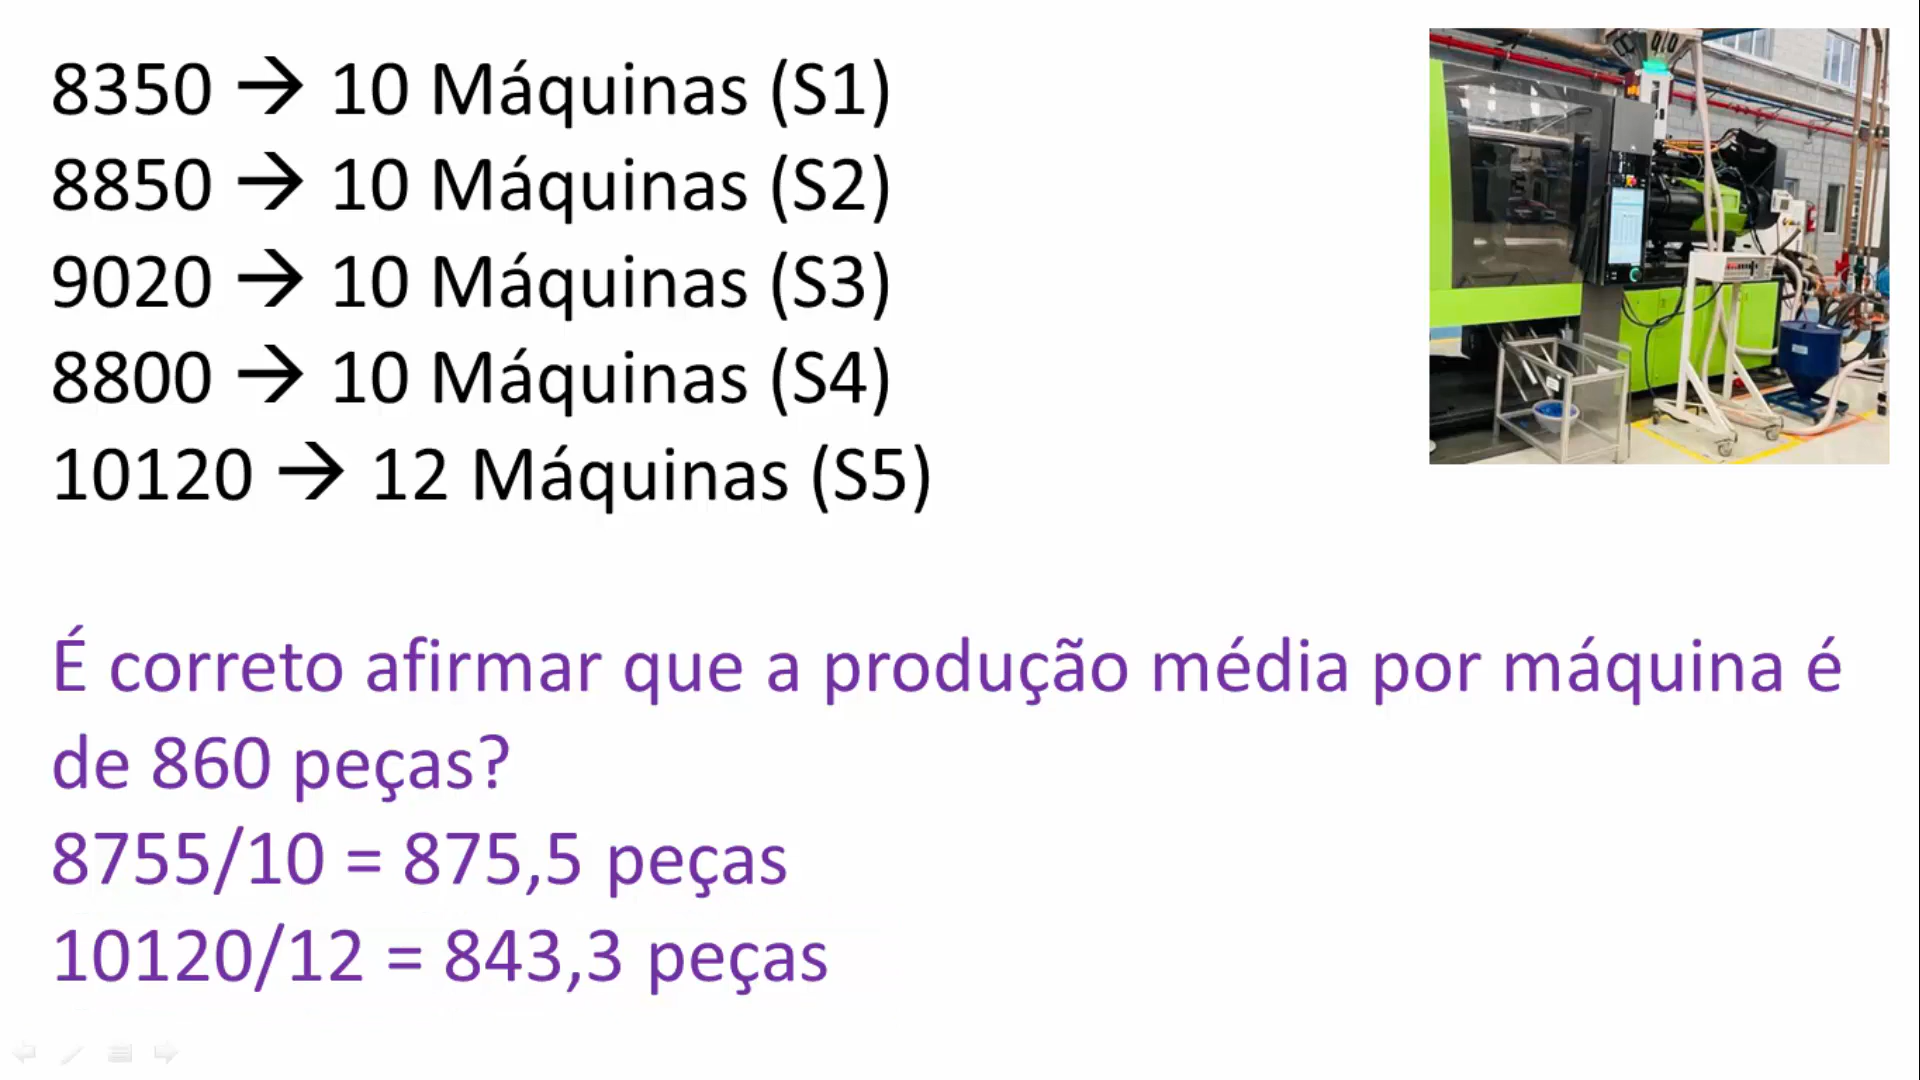 8350 → 10 Máquinas (S1)
8850 → 10 Máquinas (S2)
9020 → 10 Máquinas (S3)
8800 → 10 Máquinas (S4)
10120 → 12 Máquinas (S5)
É correto afirmar que a produção média por máquina é
de 860 peças?
8755/10 = 875,5 peças
10120/12 = 843,3 peças